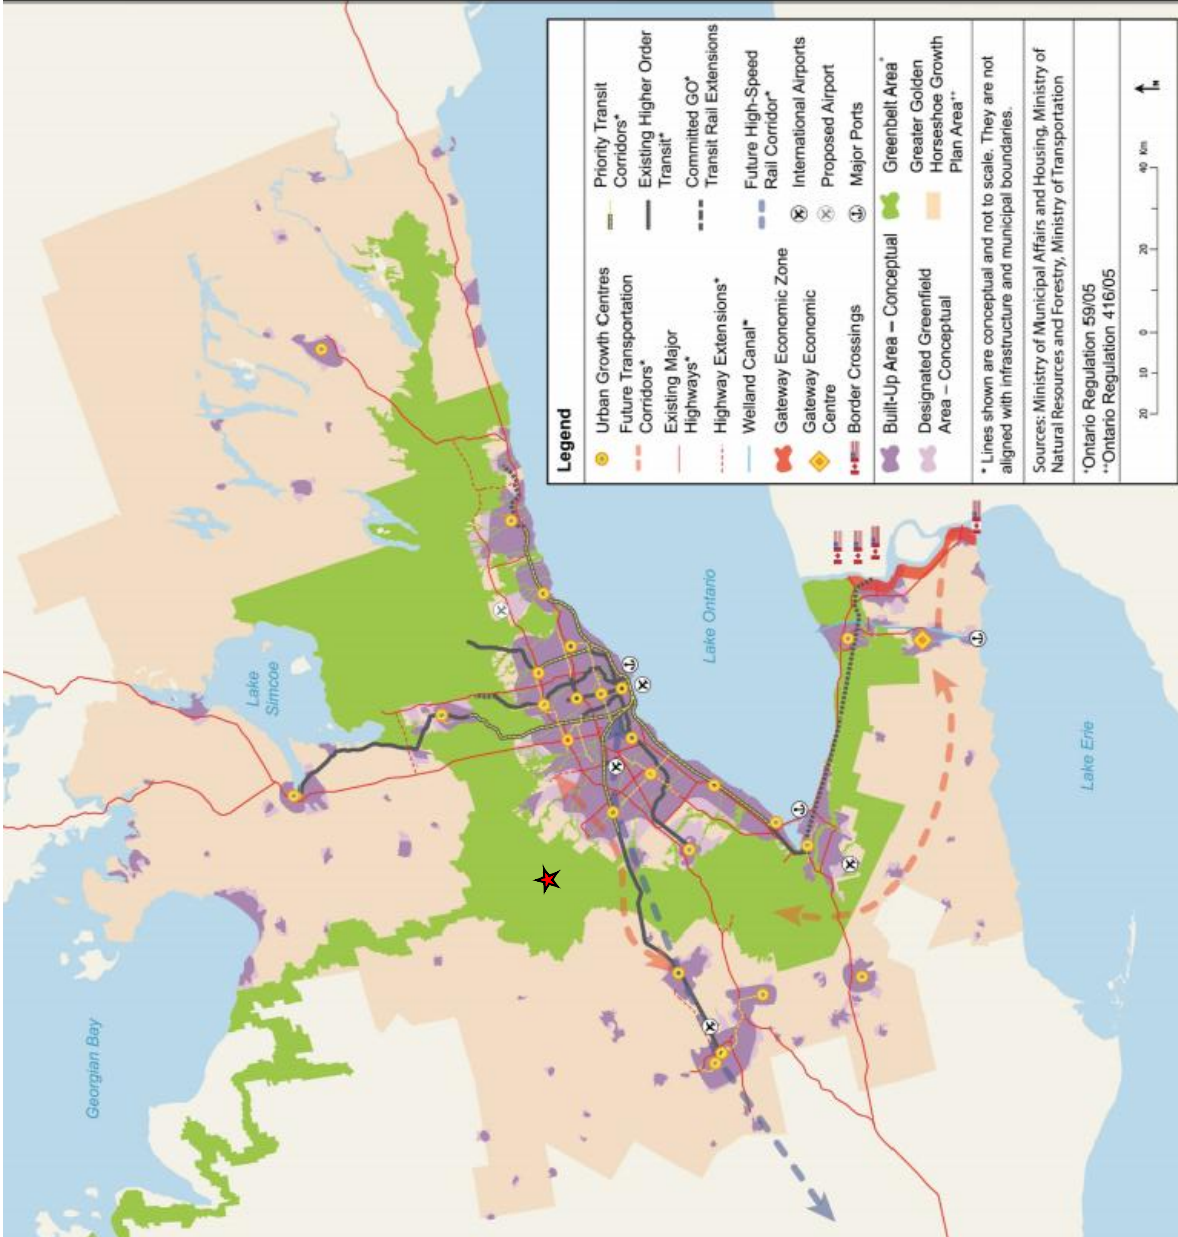 Georgian Bay
Lake
Simcoe
Lake Ontario
Lake Erie
Legend
Urban Growth Centres
Future Transportation
Corridors*
Existing Major
Highways*
Highway Extensions*
Welland Canal*
Gateway Economic Zone
Gateway Economic
Centre
Border Crossings
Priority Transit
Corridors*
Existing Higher Order
Transit*
Committed GO*
Transit Rail Extensions
Future High-Speed
Rail Corridor*
International Airports
Proposed Airport
Major Ports
Built-Up Area – Conceptual
Designated Greenfield
Area – Conceptual
Greenbelt Area+
Greater Golden
Horseshoe Growth
Plan Area++
* Lines shown are conceptual and not to scale. They are not
aligned with infrastructure and municipal boundaries.
Sources: Ministry of Municipal Affairs and Housing, Ministry of
Natural Resources and Forestry, Ministry of Transportation
+Ontario Regulation 59/05
++Ontario Regulation 416/05
20 10 0 20 40 Km
N